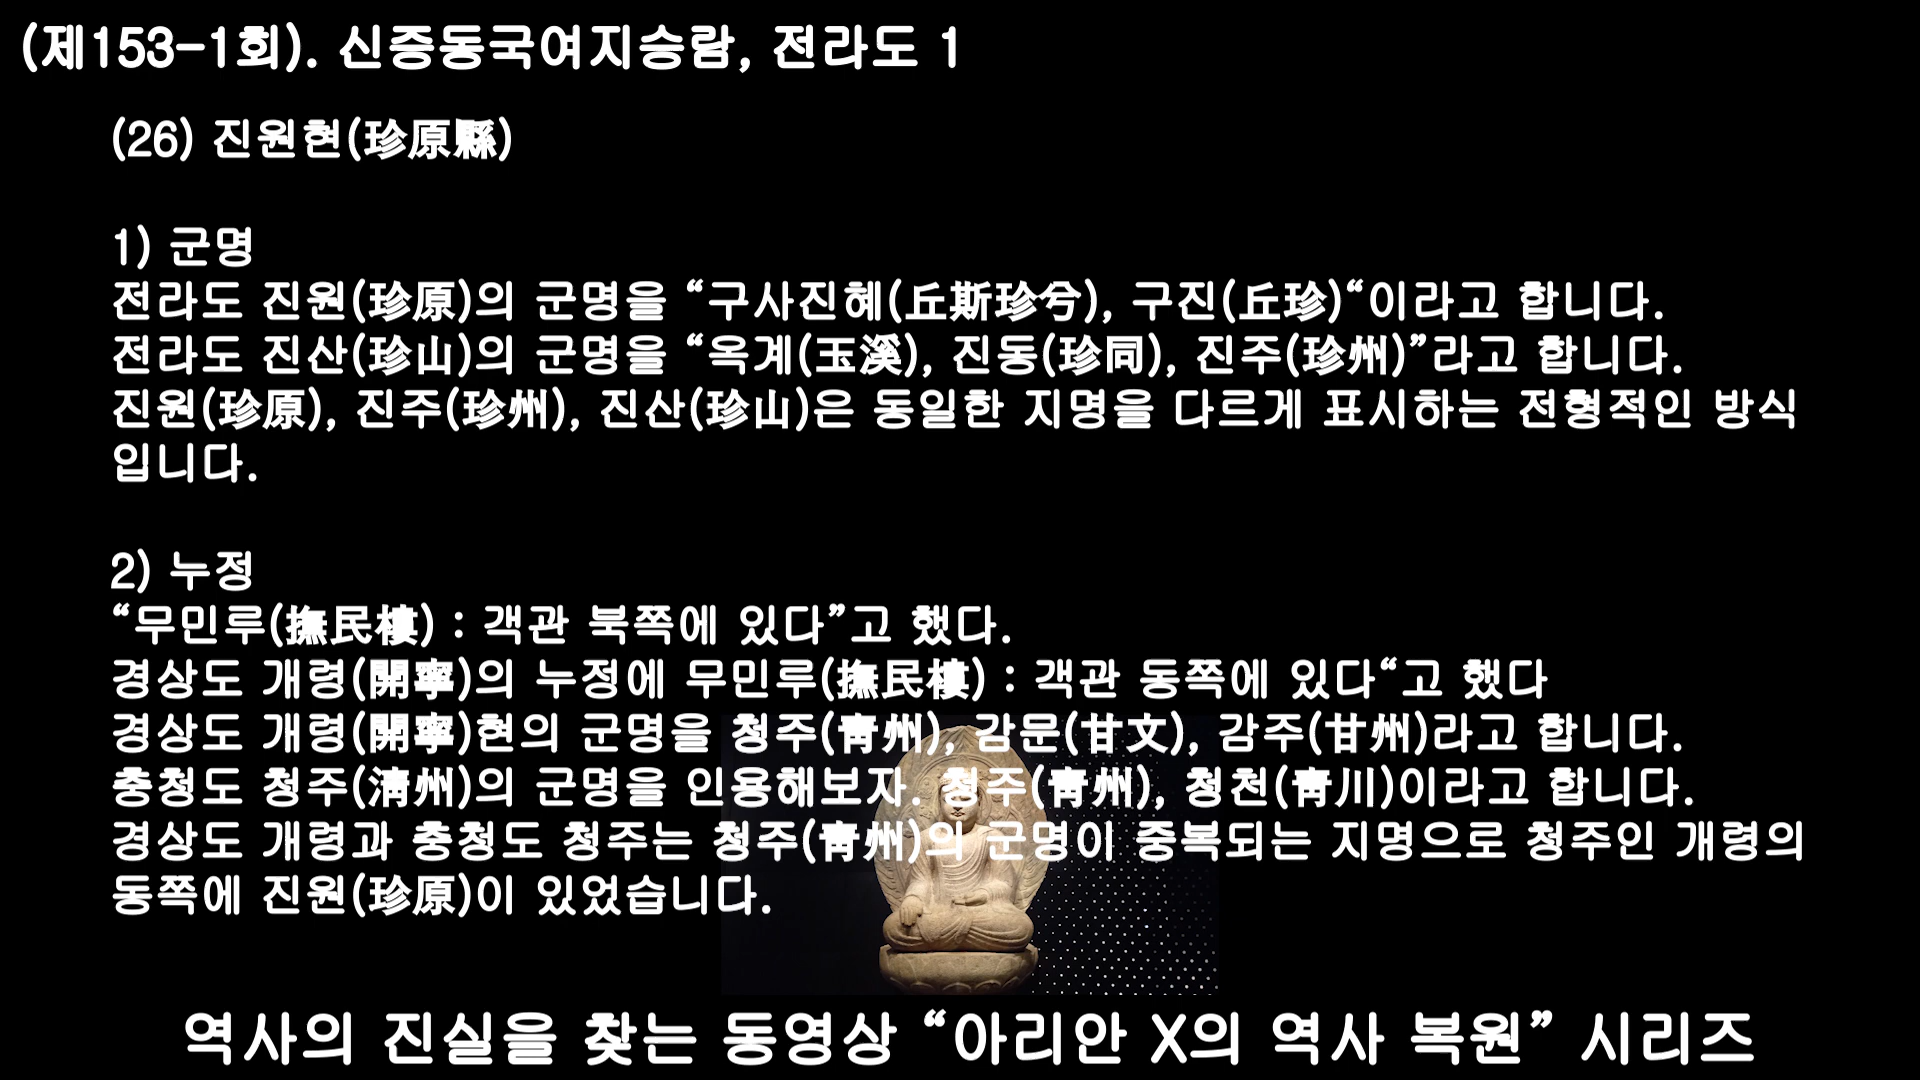 (제153-1회). 신증동국여지승람, 전라도 1
(26) 진원현(珍原縣)
1) 군명
전라도 진원(珍原)의 군명을 “구사진혜(丘斯珍兮), 구진(丘珍)“이라고 합니다.
전라도 진산(珍山)의 군명을 “옥계(玉溪), 진동(珍同), 진주(珍州)”라고 합니다.
진원(珍原), 진주(珍州), 진산(珍山)은 동일한 지명을 다르게 표시하는 전형적인 방식
입니다.
2) 누정
“무민루(撫民樓) : 객관 북쪽에 있다”고 했다.
경상도 개령(開寧)의 누정에 무민루(撫民樓) : 객관 동쪽에 있다“고 했다
경상도 개령(開寧)현의 군명을 청주(靑州), 감문(甘文), 감주(甘州)라고 합니다.
충청도 청주(淸州)의 군명을 인용해보자. 청주(靑州), 청천(靑川)이라고 합니다.
경상도 개령과 충청도 청주는 청주(靑州)의 군명이 중복되는 지명으로 청주인 개령의
동쪽에 진원(珍原)이 있었습니다.
역사의 진실을 찾는 동영상 “아리안 X의 역사 복원” 시리즈